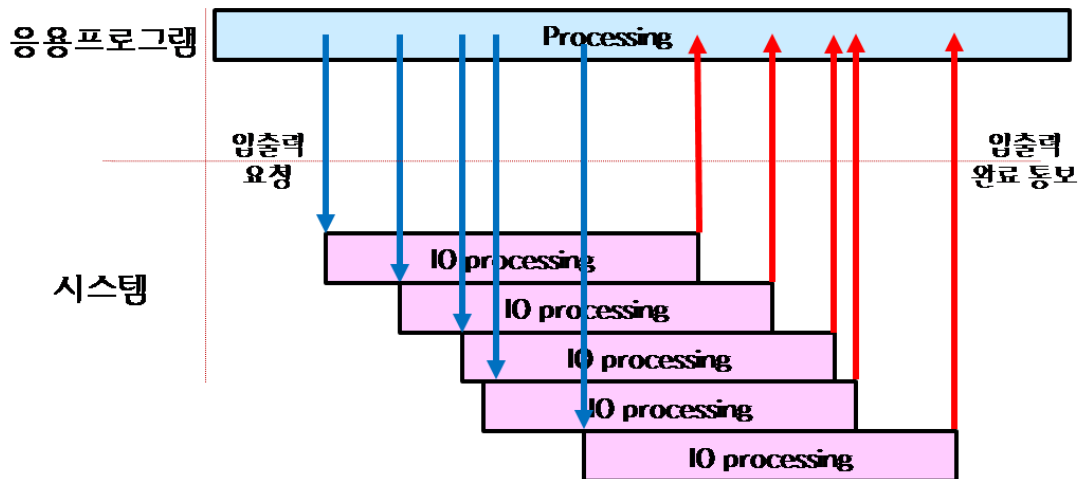 응용프로그램
Processing
입출력
요청
입출력
완료 통보
시스템
IO processing
IO processing
IO processing
IO processing
IO processing